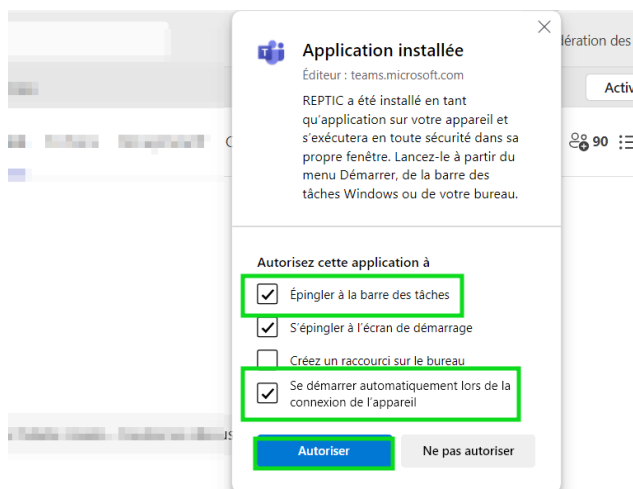 Application installée
lération des
Éditeur : teams.microsoft.com
Activ
REPTIC a été installé en tant
qu'application sur votre appareil et
s'exécutera en toute sécurité dans sa
propre fenêtre. Lancez-le à partir du
menu Démarrer, de la barre des
tâches Windows ou de votre bureau.
90
Autorisez cette application à
Épingler à la barre des tâches
S'épingler à l'écran de démarrage
Créez un raccourci sur le bureau
Se démarrer automatiquement lors de la
connexion de l'appareil
Autoriser
Ne pas autoriser